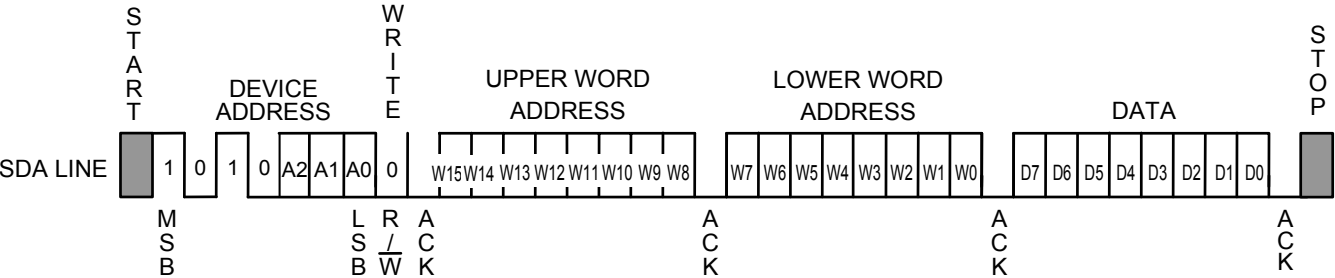 START
WRITE
STOP
DEVICE
ADDRESS
UPPER WORD
ADDRESS
LOWER WORD
ADDRESS
DATA
SDA LINE
1 0 1 0 A2 A1 A0 0 W15 W14 W13 W12 W11 W10 W9 W8 W7 W6 W5 W4 W3 W2 W1 W0 D7 D6 D5 D4 D3 D2 D1 D0
MSB
LSB
R/W
ACK
ACK
ACK
ACK